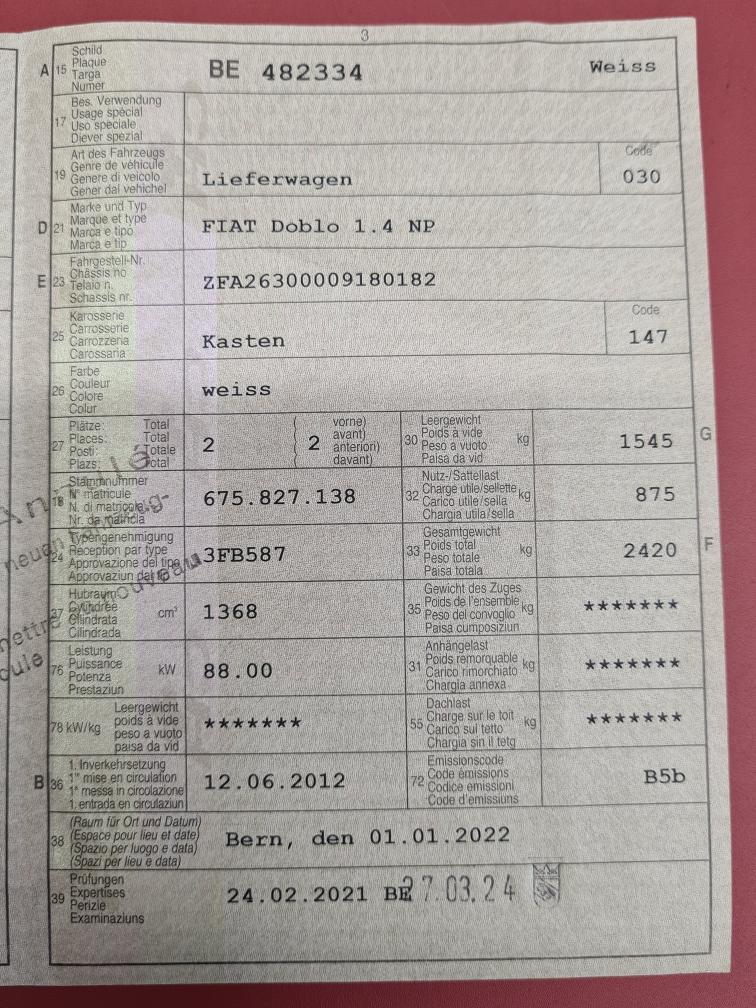 3
A 15 Schild
Plaque
Targa
Numer
BE 482334 Weiss
17 Bes. Verwendung
Usage spécial
Uso speciale
Diever spezial
19 Art des Fahrzeugs
Genre de véhicule
Genere di veicolo
Gener dal vehichel
Lieferwagen
Code
030
D 21 Marke und Typ
Marque et type
Marca e tipo
Marca e tip
FIAT Doblo 1.4 NP
E 23 Fahrgestell-Nr.
Châssis no
Telaio n.
Schassis nr.
ZFA26300009180182
25 Karosserie
Carrosserie
Carrozzeria
Carossaria
Kasten
Code
147
26 Farbe
Couleur
Colore
Colur
weiss
27 Plätze: Total
Places: Total
Posti: Totale
Plazs: Total
2
2 vorne)
avant)
anteriori)
davant)
30 Leergewicht
Poids à vide
Peso a vuoto
Paisa da vid
kg
1545
G
18 Stammnummer
N° matricule
N. di matricola
Nr. da matricla
675.827.138
32 Nutz-/Sattellast
Charge utile/sellette
Carico utile/sella
Chargia utila/sella
kg
875
24 Typengenehmigung
Réception par type
Approvazione del tipo
Approvaziun dal tip
3FB587
33 Gesamtgewicht
Poids total
Peso totale
Paisa totala
kg
2420
F
37 Hubraum
Cylindrée
Cilindrata
Cilindrada
cm³
1368
35 Gewicht des Zuges
Poids de l'ensemble
Peso del convoglio
Paisa cumposiziun
kg
*******
76 Leistung
Puissance
Potenza
Prestaziun
kW
88.00
31 Anhängelast
Poids remorquable
Carico rimorchiato
Chargia annexa
kg
*******
78 kW/kg Leergewicht
poids à vide
peso a vuoto
paisa da vid
*******
55 Dachlast
Charge sur le toit
Carico sul tetto
Chargia sin il tetg
kg
*******
B 36 1. Inverkehrsetzung
1re mise en circulation
1a messa in circolazione
1. entrada en circulaziun
12.06.2012
72 Emissionscode
Code émissions
Codice emissioni
Code d'emissiuns
B5b
38 (Raum für Ort und Datum)
(Espace pour lieu et date)
(Spazio per luogo e data)
(Spazi per lieu e data)
Bern, den 01.01.2022
39 Prüfungen
Expertises
Perizie
Examinaziuns
24.02.2021 BE
27.03.24
neuen
nouveau